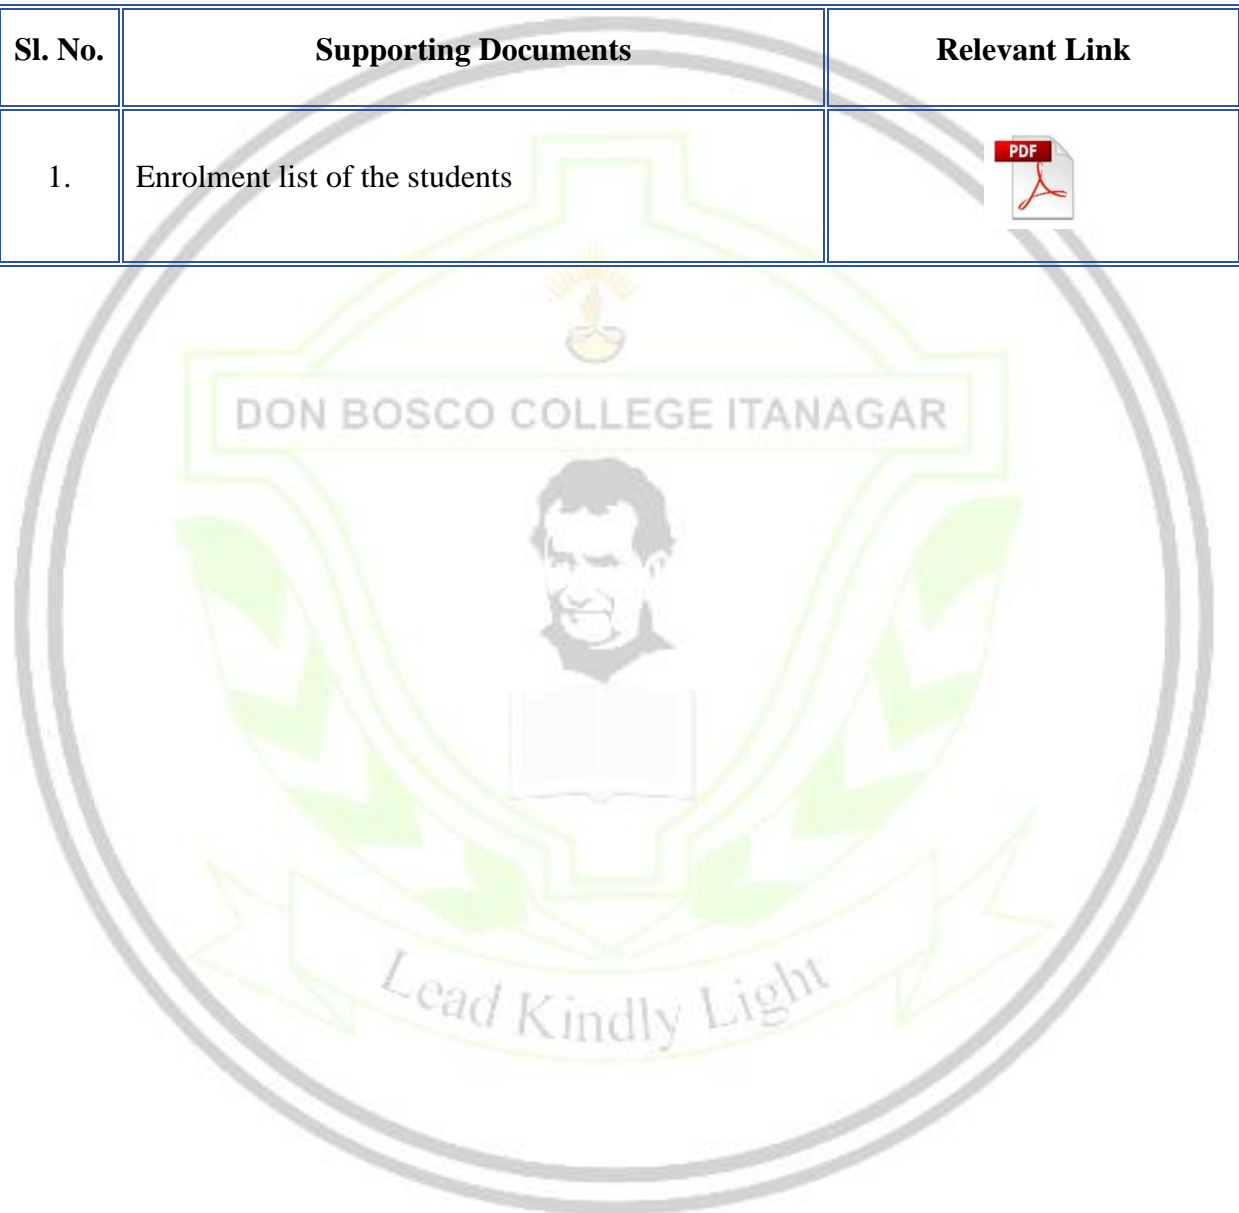 Sl. No. Supporting Documents Relevant Link
1. Enrolment list of the students PDF
DON BOSCO COLLEGE ITANAGAR
Lead Kindly Light